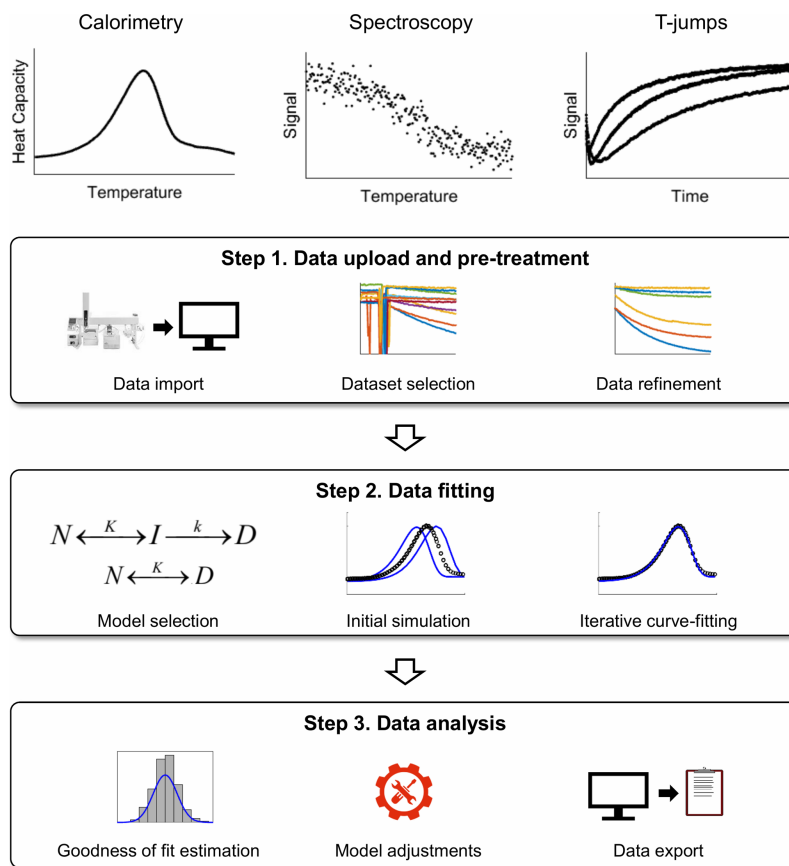 Calorimetry
Spectroscopy
T-jumps
Heat Capacity
Temperature
Signal
Temperature
Signal
Time
Step 1. Data upload and pre-treatment
Data import
Dataset selection
Data refinement
Step 2. Data fitting
N ⟷ K I ⟶ k D
N ⟷ K D
Model selection
Initial simulation
Iterative curve-fitting
Step 3. Data analysis
Goodness of fit estimation
Model adjustments
Data export